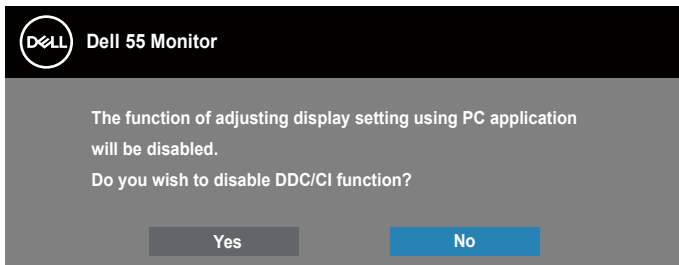 DELL
Dell 55 Monitor
The function of adjusting display setting using PC application
will be disabled.
Do you wish to disable DDC/CI function?
Yes
No